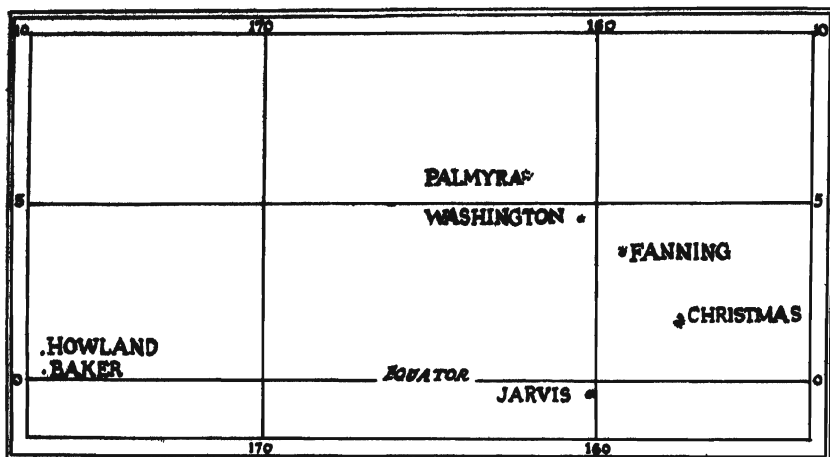 10 170 160 10
PALMYRA
5 5
WASHINGTON
FANNING
CHRISTMAS
HOWLAND
BAKER
0 EQUATOR 0
JARVIS
170 160